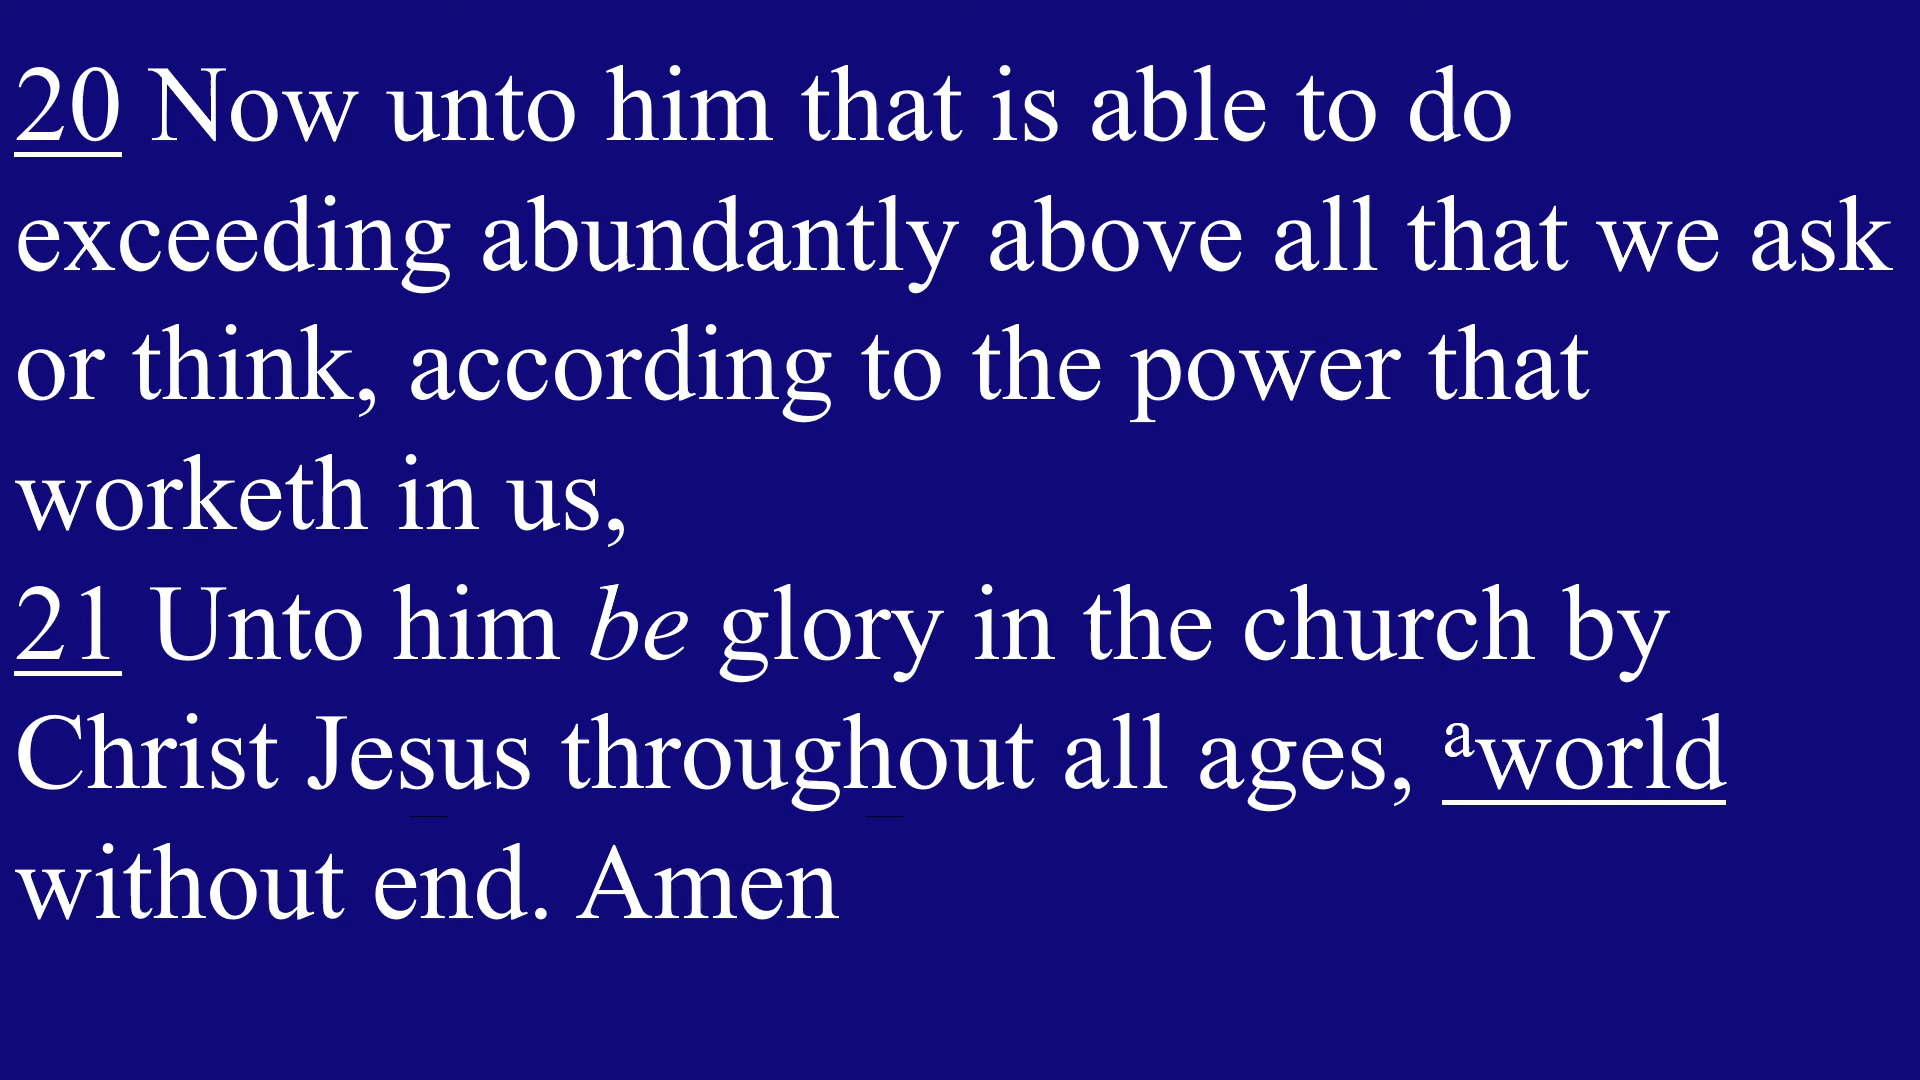 20 Now unto him that is able to do
exceeding abundantly above all that we ask
or think, according to the power that
worketh in us,
21 Unto him be glory in the church by
Christ Jesus throughout all ages, ᵃworld
without end. Amen